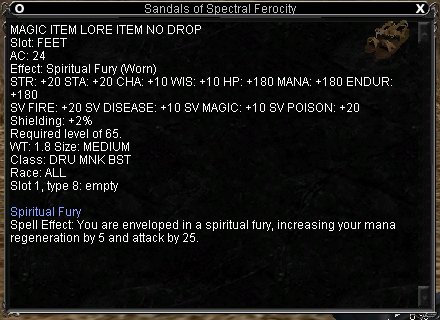 O Sandals of Spectral Ferocity X
MAGIC ITEM LORE ITEM NO DROP
Slot: FEET
AC: 24
Effect: Spiritual Fury (Worn)
STR: +20 STA: +20 CHA: +10 WIS: +10 HP: +180 MANA: +180 ENDUR:
+180
SV FIRE: +20 SV DISEASE: +10 SV MAGIC: +10 SV POISON: +20
Shielding: +2%
Required level of 65.
WT: 1.8 Size: MEDIUM
Class: DRU MNK BST
Race: ALL
Slot 1, type 8: empty
Spiritual Fury
Spell Effect: You are enveloped in a spiritual fury, increasing your mana
regeneration by 5 and attack by 25.